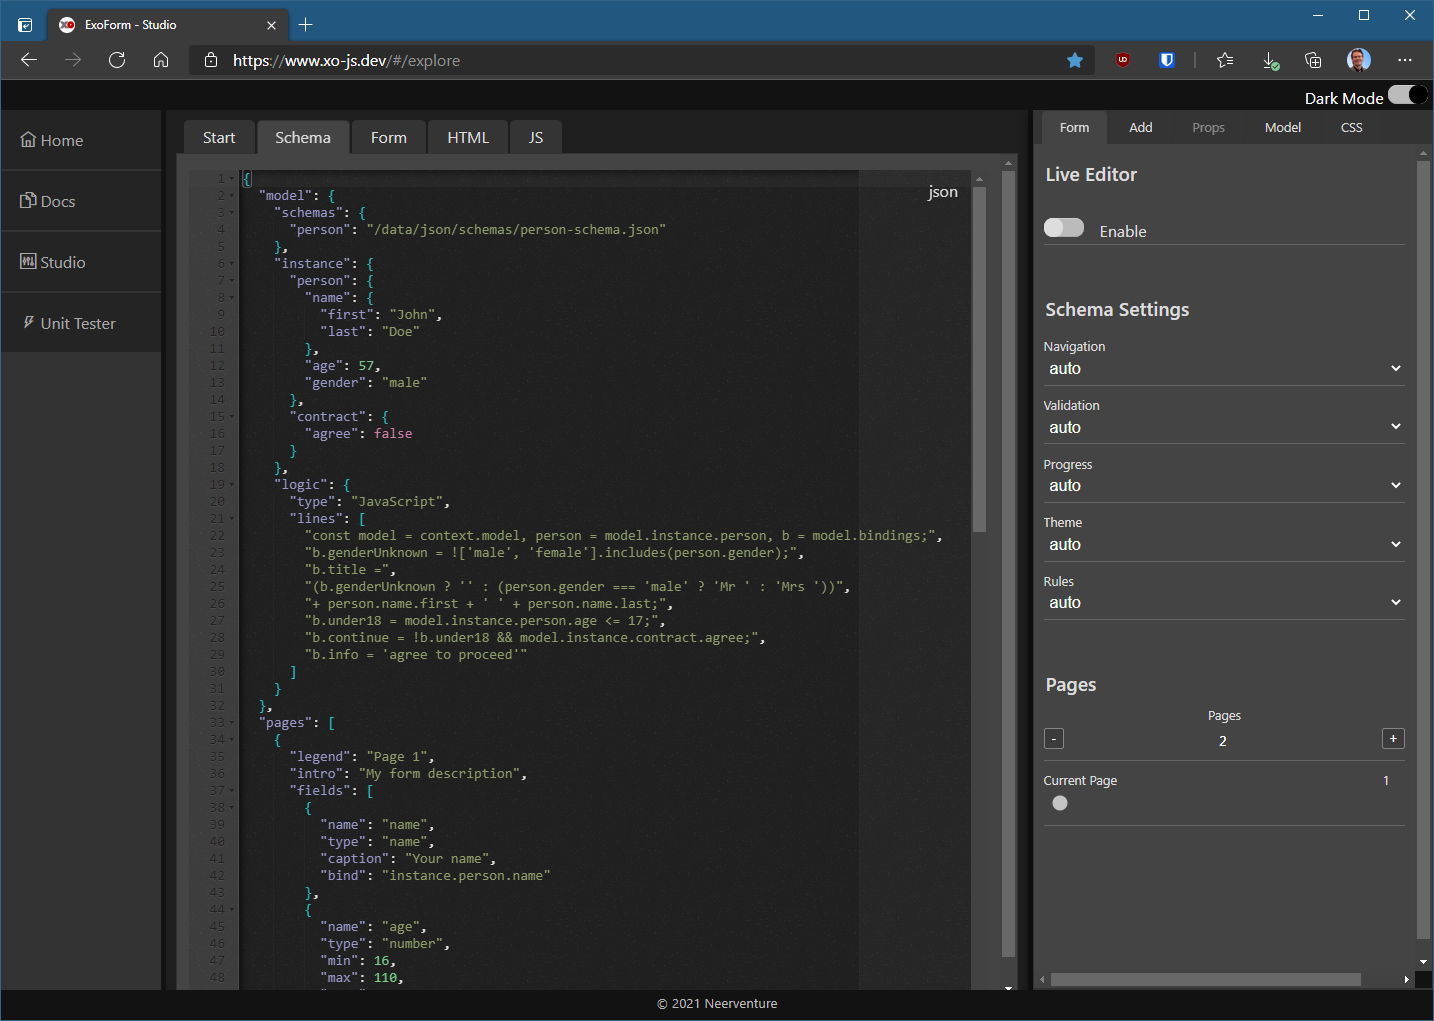 ExoForm - Studio
https://www.xo-js.dev/#/explore
Dark Mode
Home
Docs
Studio
Unit Tester
Start Schema Form HTML JS
json
1 {
2 "model": {
3 "schemas": {
4 "person": "/data/json/schemas/person-schema.json"
5 },
6 "instance": {
7 "person": {
8 "name": {
9 "first": "John",
10 "last": "Doe"
11 },
12 "age": 57,
13 "gender": "male"
14 },
15 "contract": {
16 "agree": false
17 }
18 },
19 "logic": {
20 "type": "JavaScript",
21 "lines": [
22 "const model = context.model, person = model.instance.person, b = model.bindings;",
23 "b.genderUnknown = !['male', 'female'].includes(person.gender);",
24 "b.title =",
25 "(b.genderUnknown ? '' : (person.gender === 'male' ? 'Mr ' : 'Mrs '))",
26 "+ person.name.first + ' ' + person.name.last;",
27 "b.under18 = model.instance.person.age <= 17;",
28 "b.continue = !b.under18 && model.instance.contract.agree;",
29 "b.info = 'agree to proceed'"
30 ]
31 }
32 },
33 "pages": [
34 {
35 "legend": "Page 1",
36 "intro": "My form description",
37 "fields": [
38 {
39 "name": "name",
40 "type": "name",
41 "caption": "Your name",
42 "bind": "instance.person.name"
43 },
44 {
45 "name": "age",
46 "type": "number",
47 "min": 16,
48 "max": 110,
Form Add Props Model CSS
Live Editor
Enable
Schema Settings
Navigation
auto
Validation
auto
Progress
auto
Theme
auto
Rules
auto
Pages
Pages
- 2 +
Current Page 1
© 2021 Neerventure